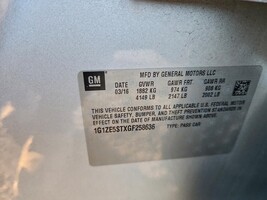 GM
MFD BY GENERAL MOTORS LLC
DATE GVWR GAWR FRT GAWR RR
03/16 1882 KG 974 KG 908 KG
4149 LB 2147 LB 2002 LB
THIS VEHICLE CONFORMS TO ALL APPLICABLE U.S. FEDERAL MOTOR
VEHICLE SAFETY, BUMPER, AND THEFT PREVENTION STANDARDS IN
EFFECT ON THE DATE OF MANUFACTURE SHOWN ABOVE.
1G1ZE5STXGF258636 TYPE: PASS CAR